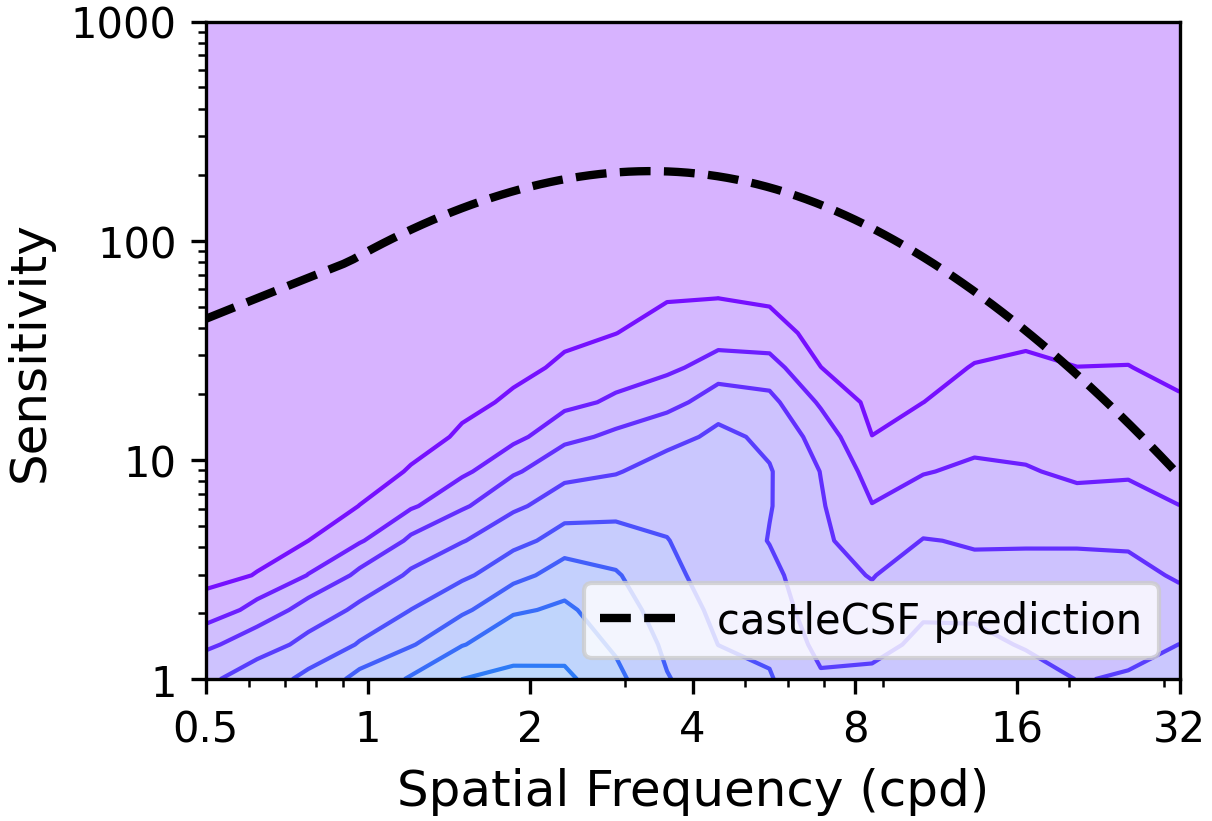 1000
100
10
1
Sensitivity
castleCSF prediction
0.5 1 2 4 8 16 32
Spatial Frequency (cpd)